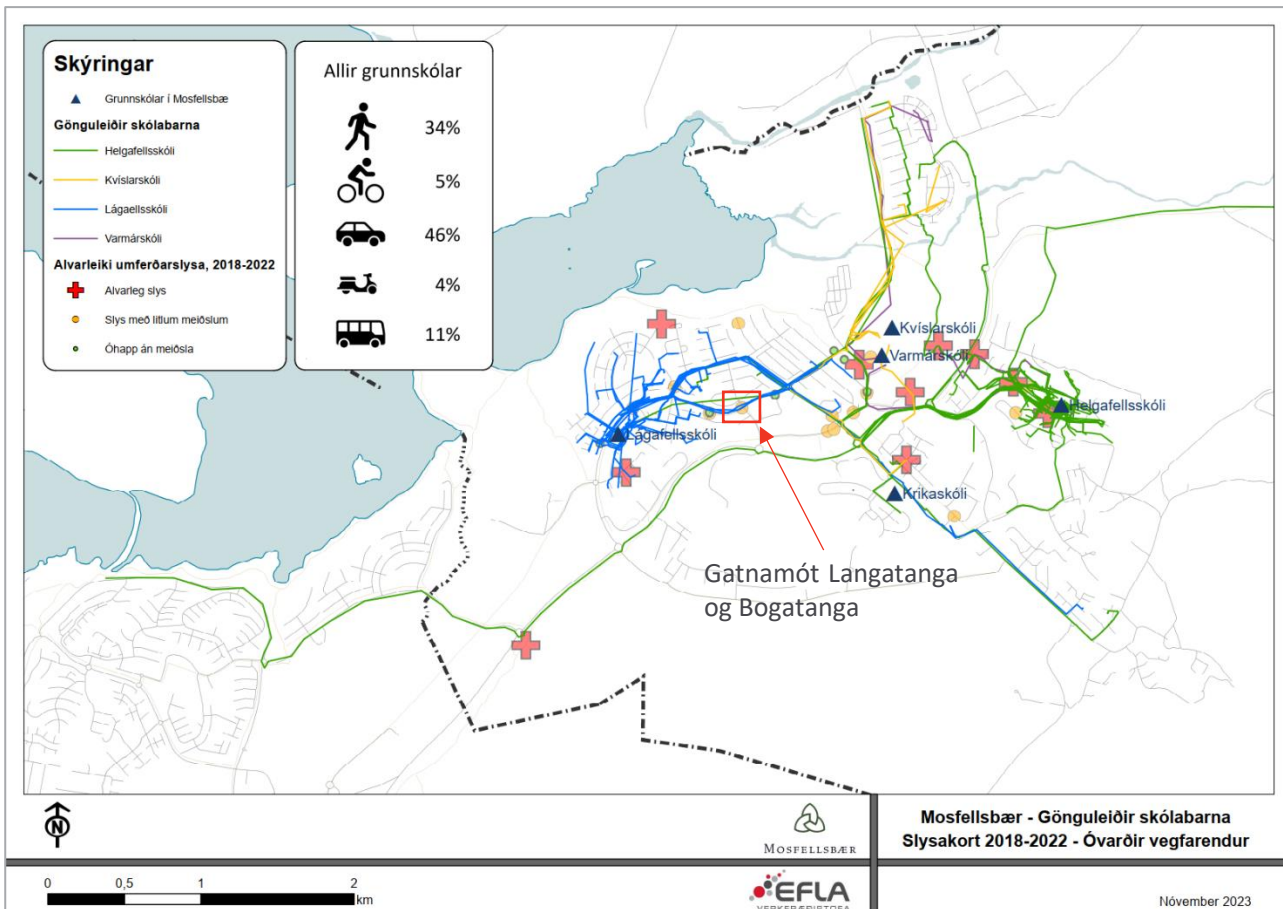 Skýringar
Grunnskólar í Mosfellsbæ
Gönguleiðir skólabarna
Helgafellsskóli
Kvíslarskóli
Lágaellsskóli
Varmárskóli
Alvarleiki umferðarslysa, 2018-2022
Alvarleg slys
Slys með litlum meiðslum
Óhapp án meiðsla
Allir grunnskólar
34%
5%
46%
4%
11%
Kvíslarskóli
Varmárskóli
Helgafellsskóli
Lágafellsskóli
Krikaskóli
Gatnamót Langatanga
og Bogatanga
N
MOSFELLSBÆR
Mosfellsbær - Gönguleiðir skólabarna
Slysakort 2018-2022 - Óvarðir vegfarendur
0 0,5 1 2
km
EFLA
VERKFRÆÐISTOFA
Nóvember 2023